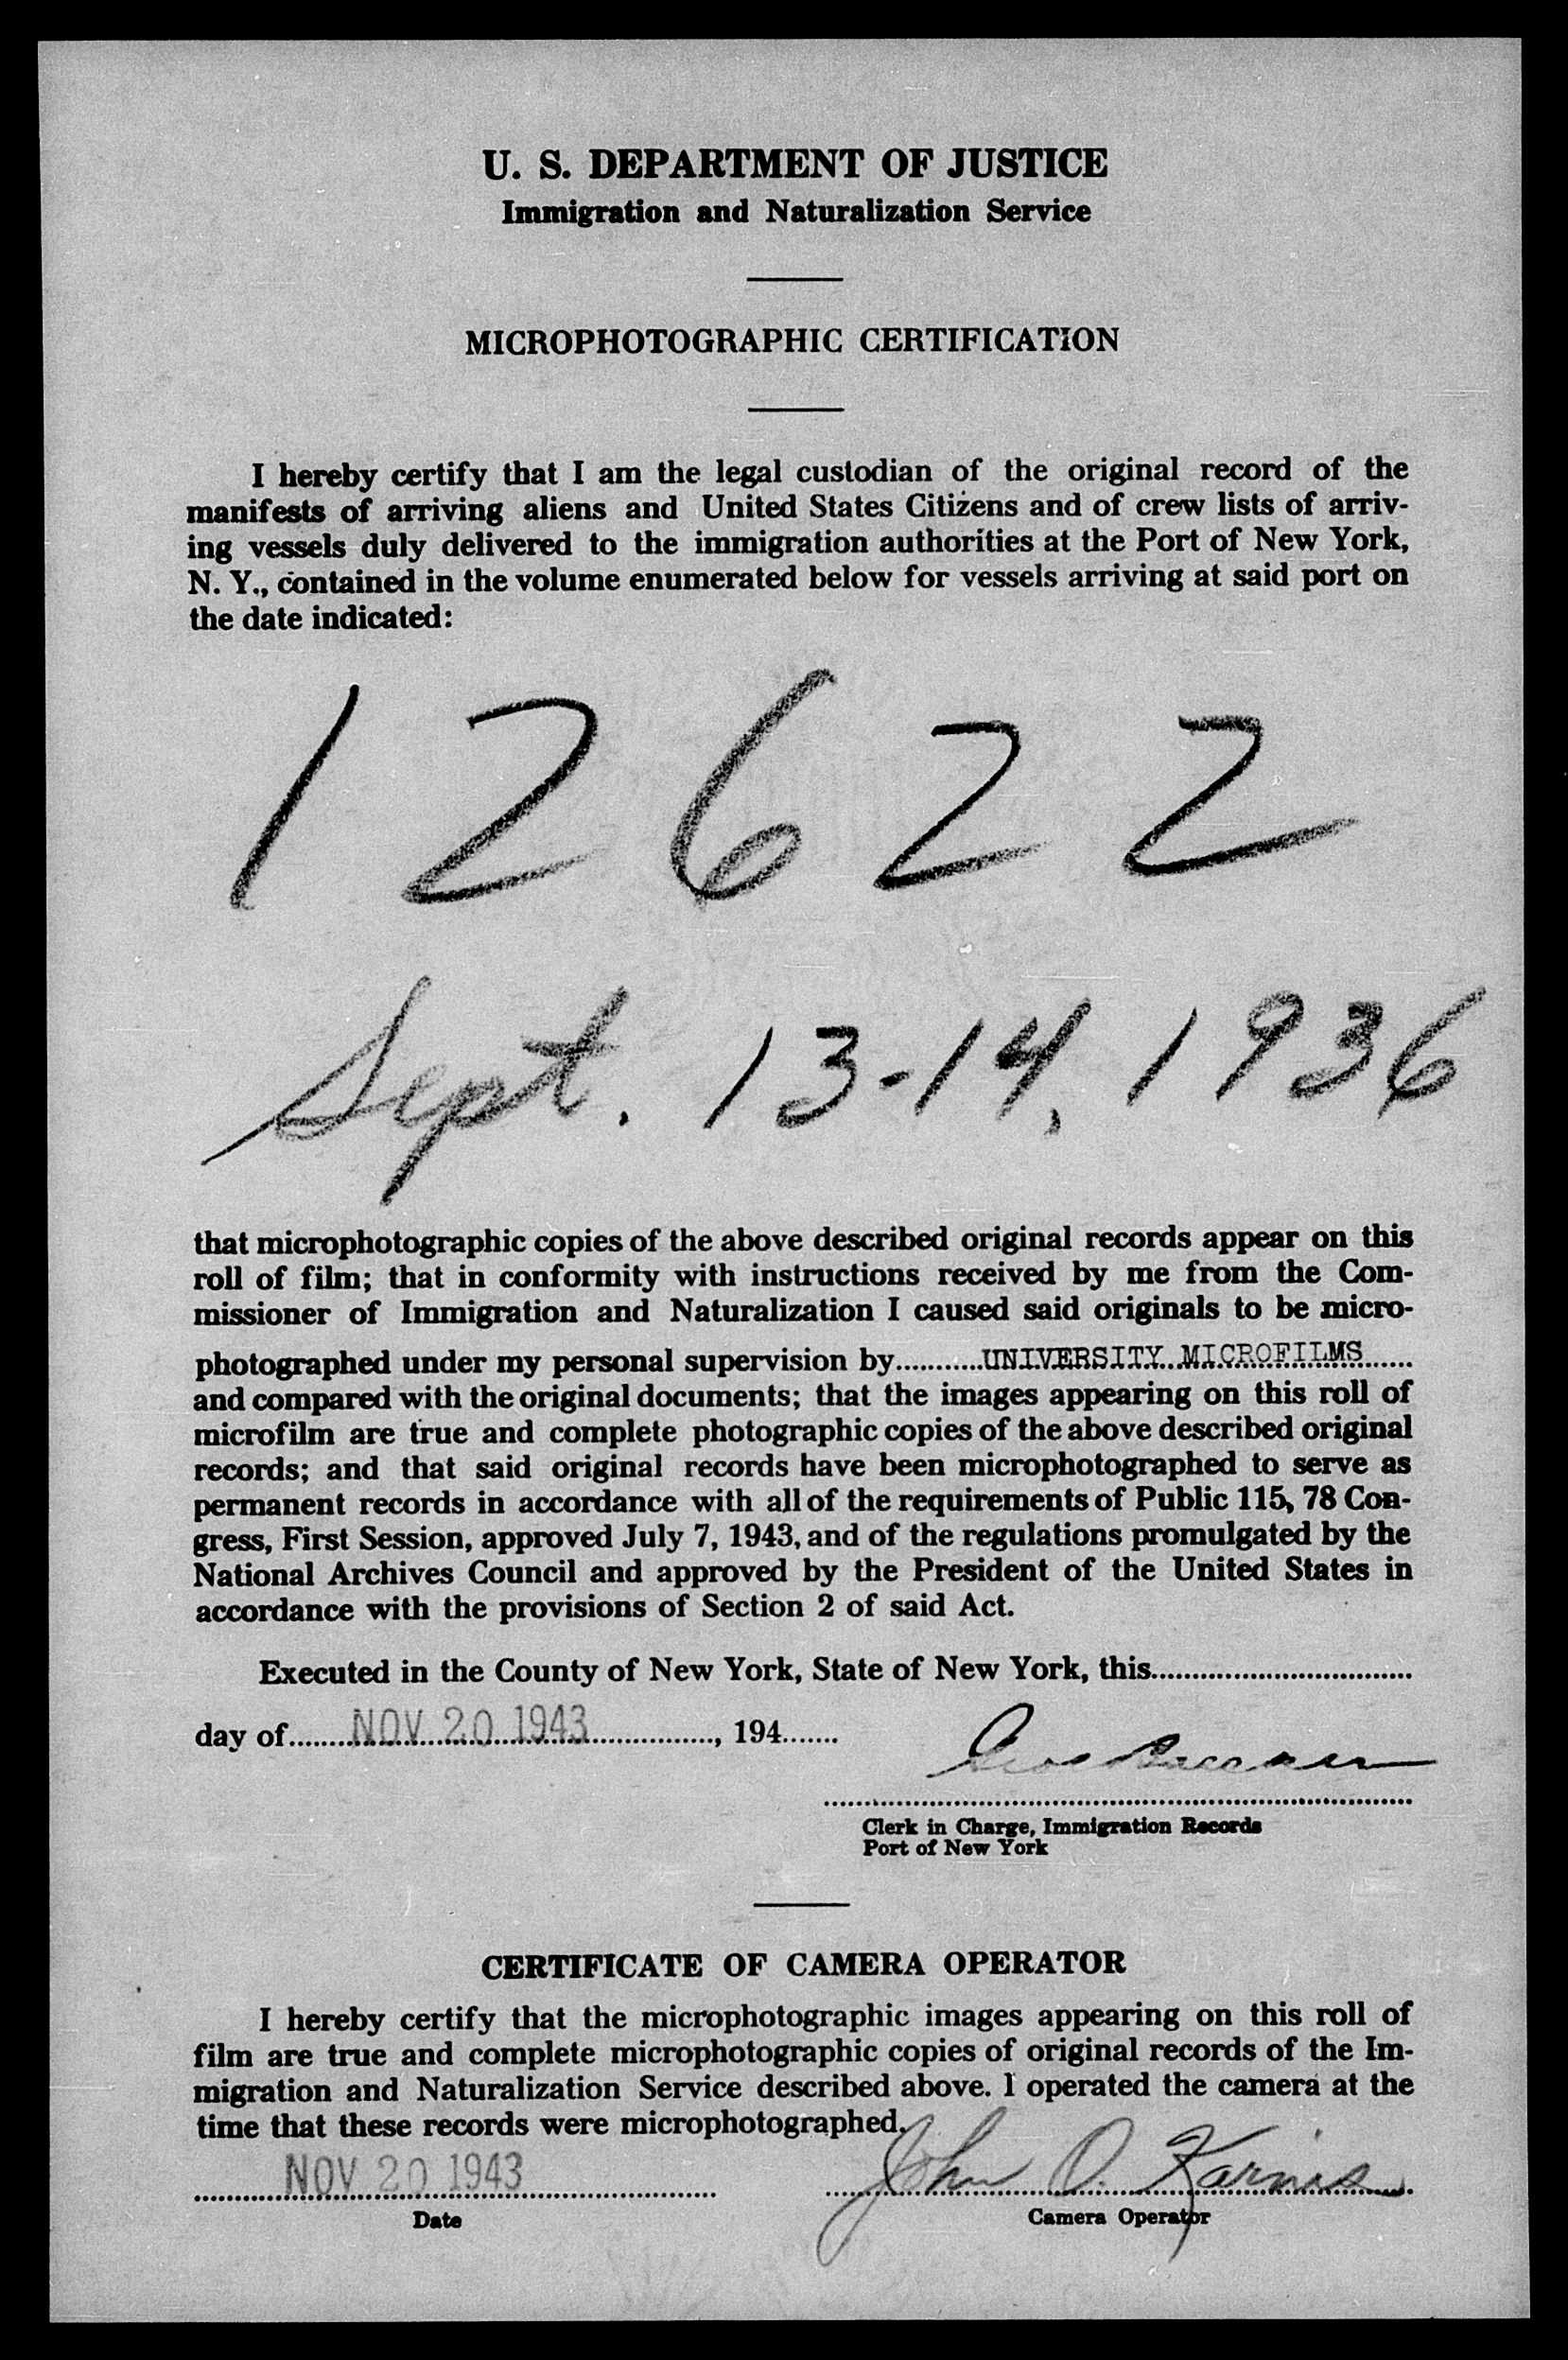 U. S. DEPARTMENT OF JUSTICE
Immigration and Naturalization Service
MICROPHOTOGRAPHIC CERTIFICATION
I hereby certify that I am the legal custodian of the original record of the
manifests of arriving aliens and United States Citizens and of crew lists of arriv-
ing vessels duly delivered to the immigration authorities at the Port of New York,
N. Y., contained in the volume enumerated below for vessels arriving at said port on
the date indicated:
12622
Sept. 13-14, 1936
that microphotographic copies of the above described original records appear on this
roll of film; that in conformity with instructions received by me from the Com-
missioner of Immigration and Naturalization I caused said originals to be micro-
photographed under my personal supervision by...........UNIVERSITY MICROFILMS......
and compared with the original documents; that the images appearing on this roll of
microfilm are true and complete photographic copies of the above described original
records; and that said original records have been microphotographed to serve as
permanent records in accordance with all of the requirements of Public 115, 78 Con-
gress, First Session, approved July 7, 1943, and of the regulations promulgated by the
National Archives Council and approved by the President of the United States in
accordance with the provisions of Section 2 of said Act.
Executed in the County of New York, State of New York, this................................
day of........NOV 20 1943..............., 194.......
Clerk in Charge, Immigration Records
Port of New York
CERTIFICATE OF CAMERA OPERATOR
I hereby certify that the microphotographic images appearing on this roll of
film are true and complete microphotographic copies of original records of the Im-
migration and Naturalization Service described above. I operated the camera at the
time that these records were microphotographed.
NOV 20 1943 John O. Karnis
Date Camera Operator